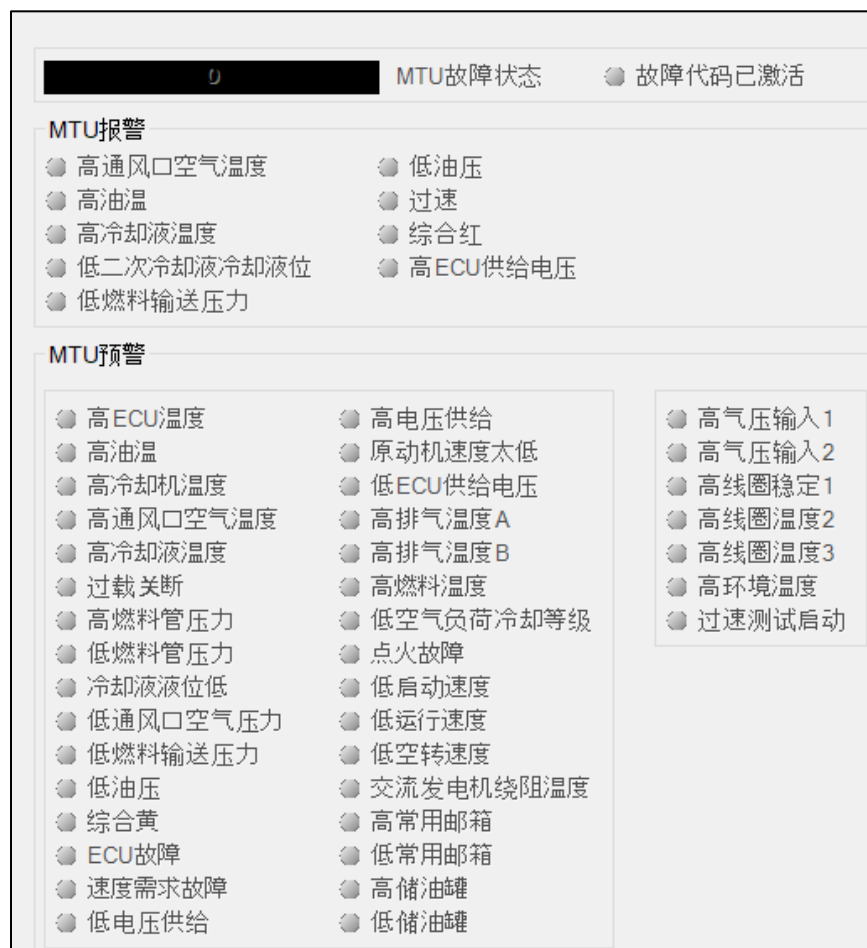 0 MTU故障状态 故障代码已激活
MTU报警
高通风口空气温度 低油压
高油温 过速
高冷却液温度 综合红
低二次冷却液冷却液位 高ECU供给电压
低燃料输送压力
MTU预警
高ECU温度 高电压供给 高气压输入1
高油温 原动机速度太低 高气压输入2
高冷却机温度 低ECU供给电压 高线圈稳定1
高通风口空气温度 高排气温度A 高线圈温度2
高冷却液温度 高排气温度B 高线圈温度3
过载关断 高燃料温度 高环境温度
高燃料管压力 低空气负荷冷却等级 过速测试启动
低燃料管压力 点火故障
冷却液液位低 低启动速度
低通风口空气压力 低运行速度
低燃料输送压力 低空转速度
低油压 交流发电机绕阻温度
综合黄 高常用邮箱
ECU故障 低常用邮箱
速度需求故障 高储油罐
低电压供给 低储油罐